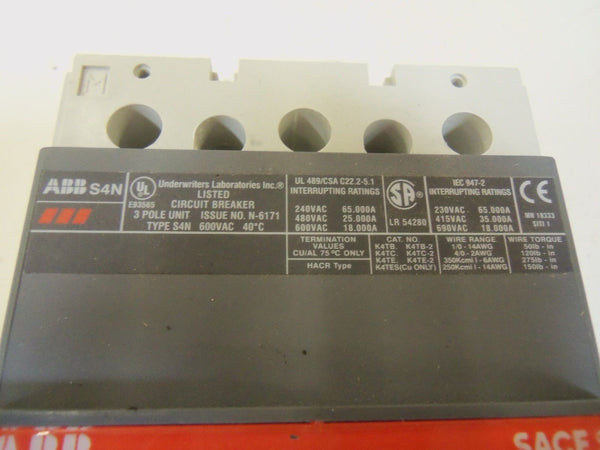 ABB S4N
UL
E93565
Underwriters Laboratories Inc.®
LISTED
CIRCUIT BREAKER
3 POLE UNIT ISSUE NO. N-6171
TYPE S4N 600VAC 40°C
UL 489/CSA C22.2-5.1
INTERRUPTING RATINGS
240VAC 65.000A
480VAC 25.000A
600VAC 18.000A
SA
LR 54280
IEC 947-2
INTERRUPTING RATINGS
230VAC 65.000A
415VAC 35.000A
690VAC 18.000A
CE
TERMINATION
VALUES
CU/AL 75 °C ONLY
HACR Type
CAT. NO.
K4TB. K4TB-2
K4TC. K4TC-2
K4TE. K4TE-2
K4TES(Cu ONLY)
WIRE RANGE
1/0 - 14AWG
4/0 - 2AWG
350Kcmil - 6AWG
250Kcmil - 14AWG
WIRE TORQUE
50lb - in
120lb - in
275lb - in
150lb - in
ABB
SACE